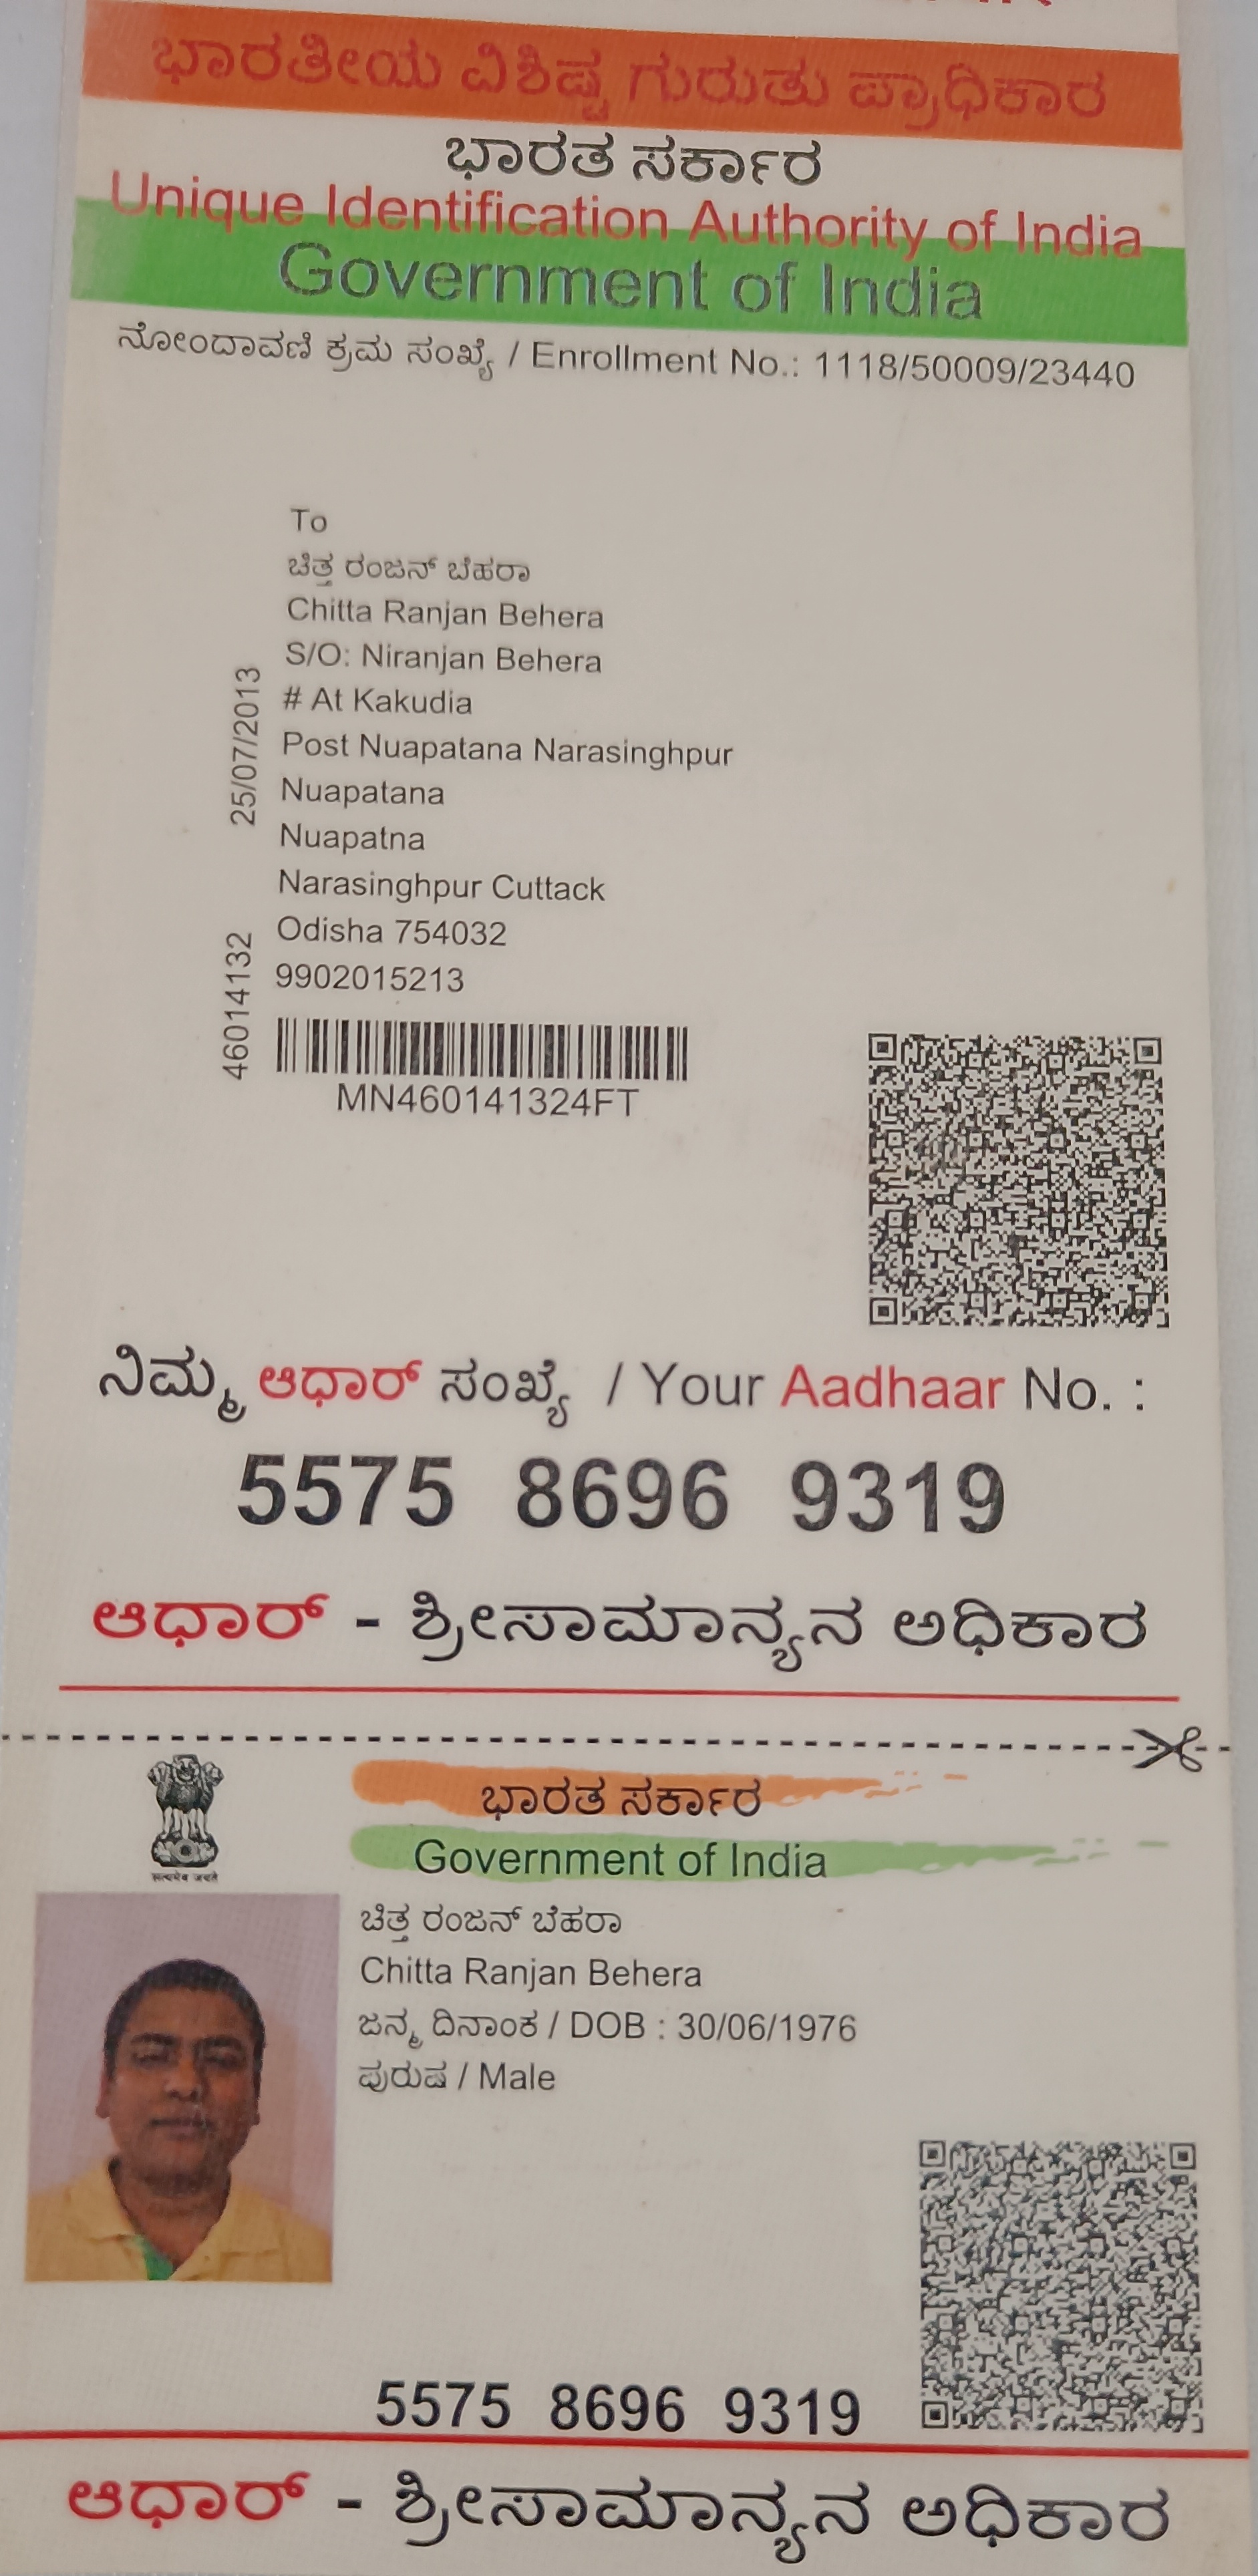 ಭಾರತೀಯ ವಿಶಿಷ್ಟ ಗುರುತು ಪ್ರಾಧಿಕಾರ
ಭಾರತ ಸರ್ಕಾರ
Unique Identification Authority of India
Government of India
ನೋಂದಾವಣಿ ಕ್ರಮ ಸಂಖ್ಯೆ / Enrollment No.: 1118/50009/23440
To
ಚಿತ್ತ ರಂಜನ್ ಬೆಹರಾ
Chitta Ranjan Behera
S/O: Niranjan Behera
# At Kakudia
Post Nuapatana Narasinghpur
Nuapatana
Nuapatna
Narasinghpur Cuttack
Odisha 754032
9902015213
25/07/2013
46014132
MN460141324FT
ನಿಮ್ಮ ಆಧಾರ್ ಸಂಖ್ಯೆ / Your Aadhaar No. :
5575 8696 9319
ಆಧಾರ್ - ಶ್ರೀಸಾಮಾನ್ಯನ ಅಧಿಕಾರ
सत्यमेव जयते
ಭಾರತ ಸರ್ಕಾರ
Government of India
ಚಿತ್ತ ರಂಜನ್ ಬೆಹರಾ
Chitta Ranjan Behera
ಜನ್ಮ ದಿನಾಂಕ / DOB : 30/06/1976
ಪುರುಷ / Male
5575 8696 9319
ಆಧಾರ್ - ಶ್ರೀಸಾಮಾನ್ಯನ ಅಧಿಕಾರ